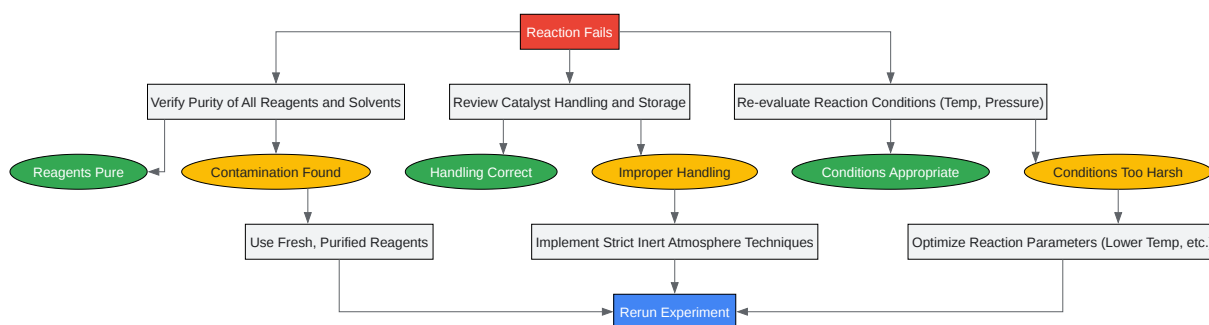 Reaction Fails
Verify Purity of All Reagents and Solvents
Review Catalyst Handling and Storage
Re-evaluate Reaction Conditions (Temp, Pressure)
Reagents Pure
Contamination Found
Handling Correct
Improper Handling
Conditions Appropriate
Conditions Too Harsh
Use Fresh, Purified Reagents
Implement Strict Inert Atmosphere Techniques
Optimize Reaction Parameters (Lower Temp, etc.
Rerun Experiment